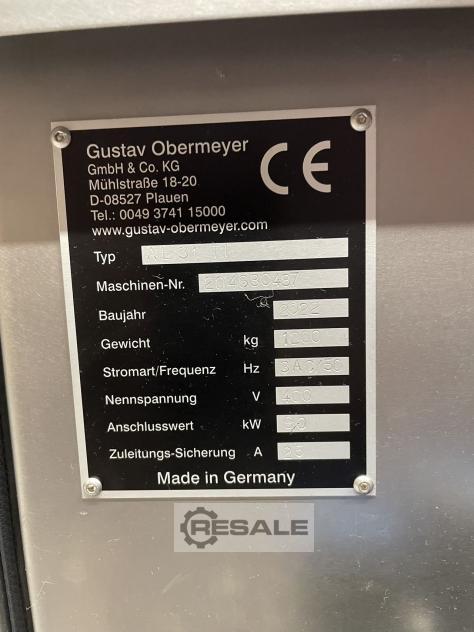 Gustav Obermeyer
GmbH & Co. KG
Mühlstraße 18-20
D-08527 Plauen
Tel.: 0049 3741 15000
www.gustav-obermeyer.com
CE
Typ
Maschinen-Nr.
Baujahr 2022
Gewicht kg 1200
Stromart/Frequenz Hz 3AC/50
Nennspannung V 400
Anschlusswert kW
Zuleitungs-Sicherung A 25
Made in Germany
RESALE